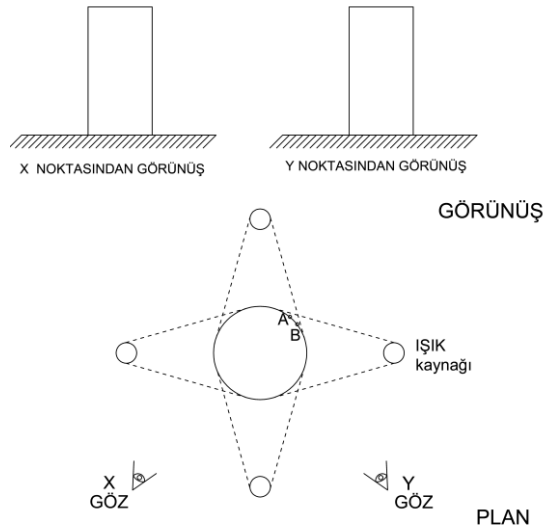 X NOKTASINDAN GÖRÜNÜŞ
Y NOKTASINDAN GÖRÜNÜŞ
GÖRÜNÜŞ
A
B
IŞIK
kaynağı
X
GÖZ
Y
GÖZ
PLAN